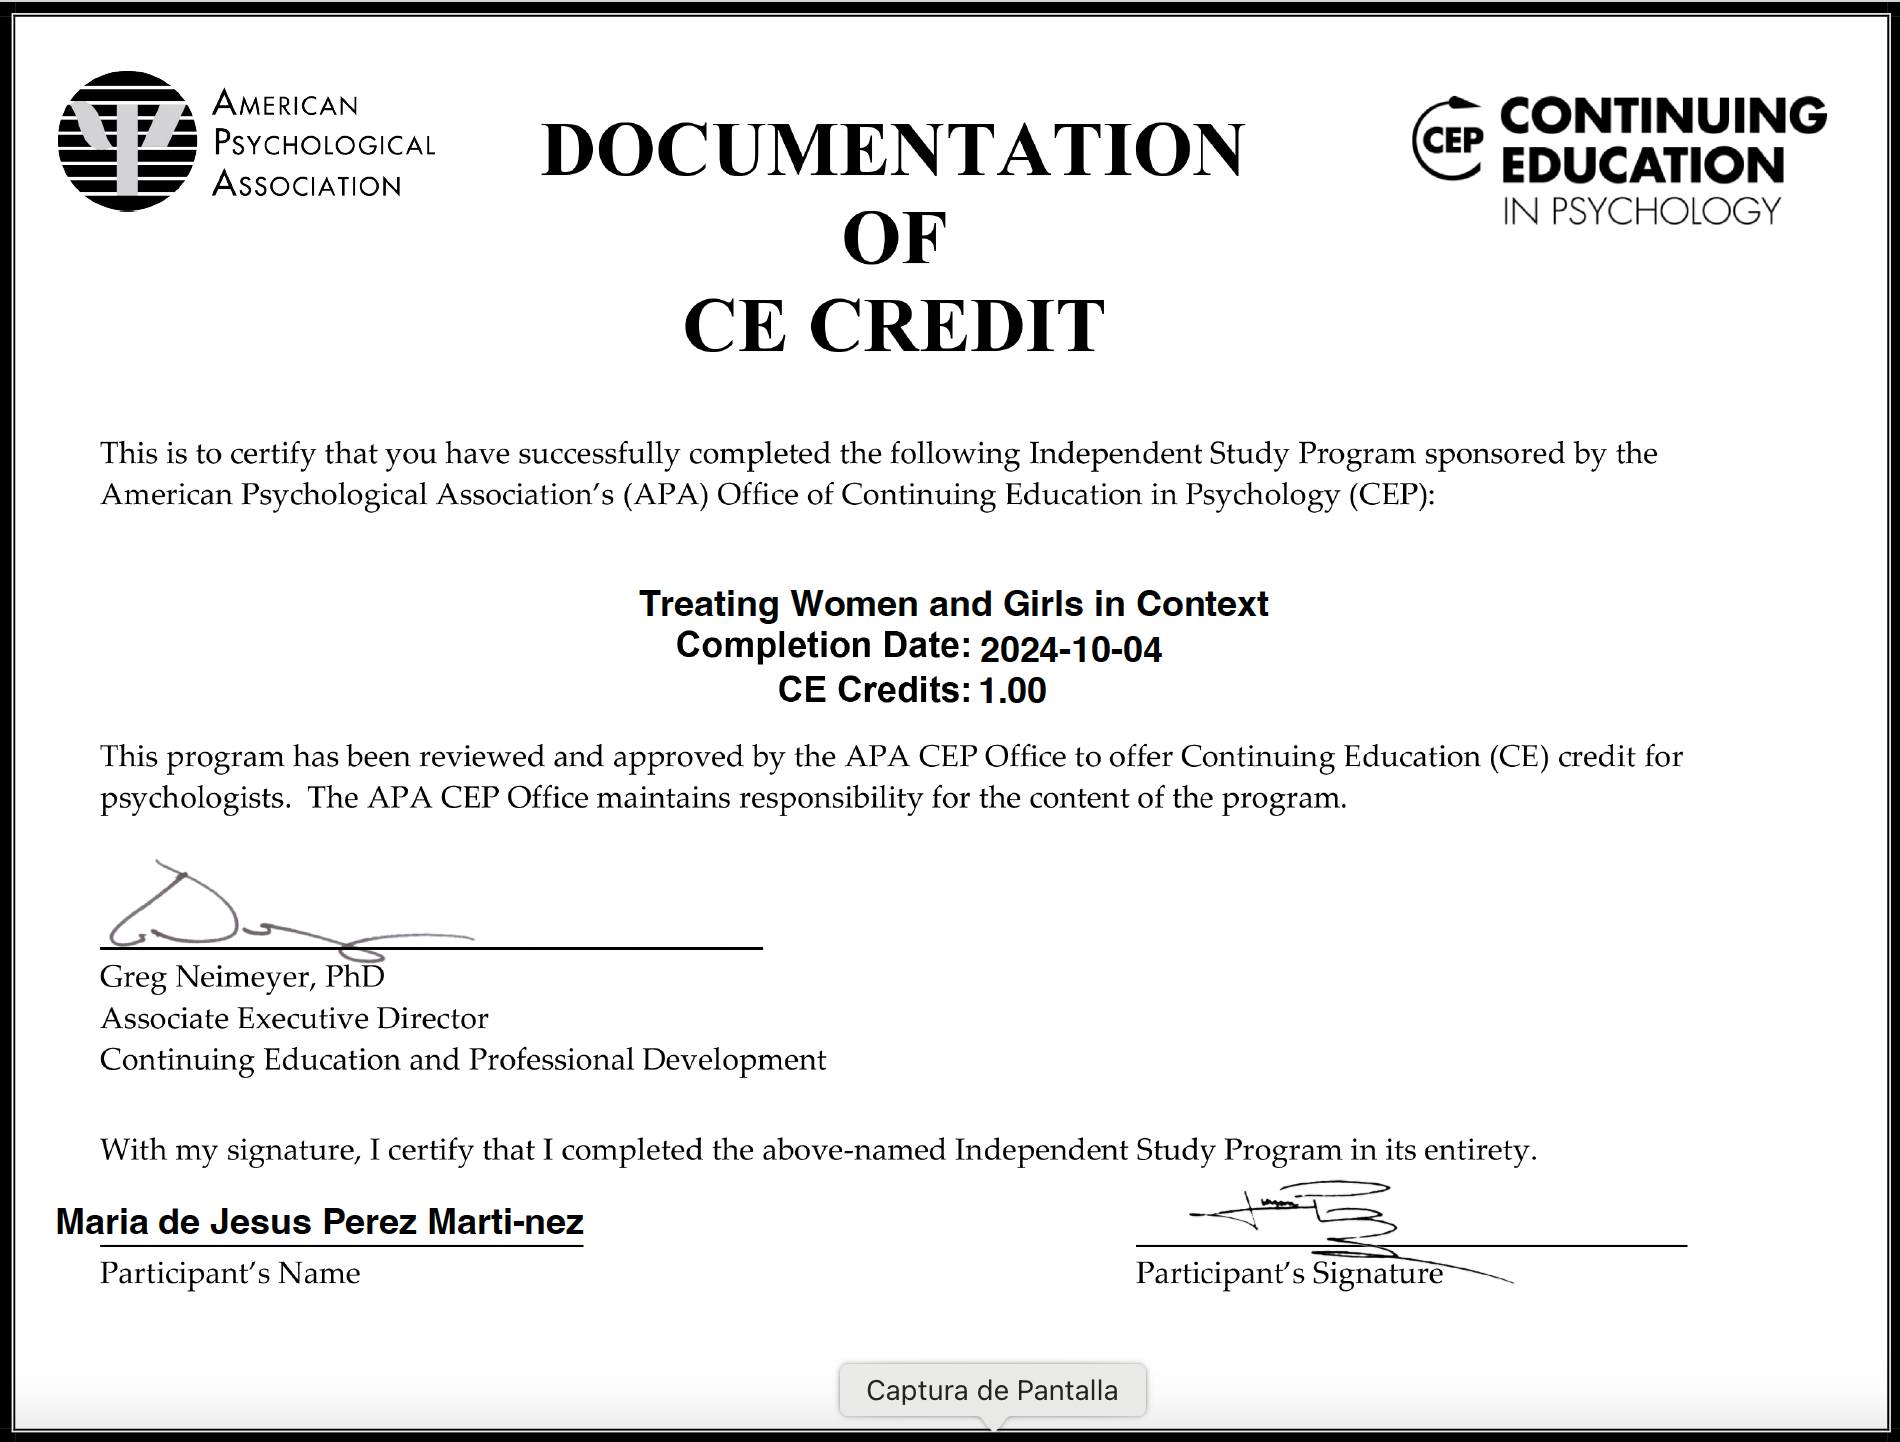 AMERICAN
PSYCHOLOGICAL
ASSOCIATION
DOCUMENTATION
OF
CE CREDIT
CEP
CONTINUING
EDUCATION
IN PSYCHOLOGY
This is to certify that you have successfully completed the following Independent Study Program sponsored by the
American Psychological Association’s (APA) Office of Continuing Education in Psychology (CEP):
Treating Women and Girls in Context
Completion Date: 2024-10-04
CE Credits: 1.00
This program has been reviewed and approved by the APA CEP Office to offer Continuing Education (CE) credit for
psychologists.  The APA CEP Office maintains responsibility for the content of the program.
Greg Neimeyer, PhD
Associate Executive Director
Continuing Education and Professional Development
With my signature, I certify that I completed the above-named Independent Study Program in its entirety.
Maria de Jesus Perez Marti-nez
Participant’s Name
Participant’s Signature
Captura de Pantalla